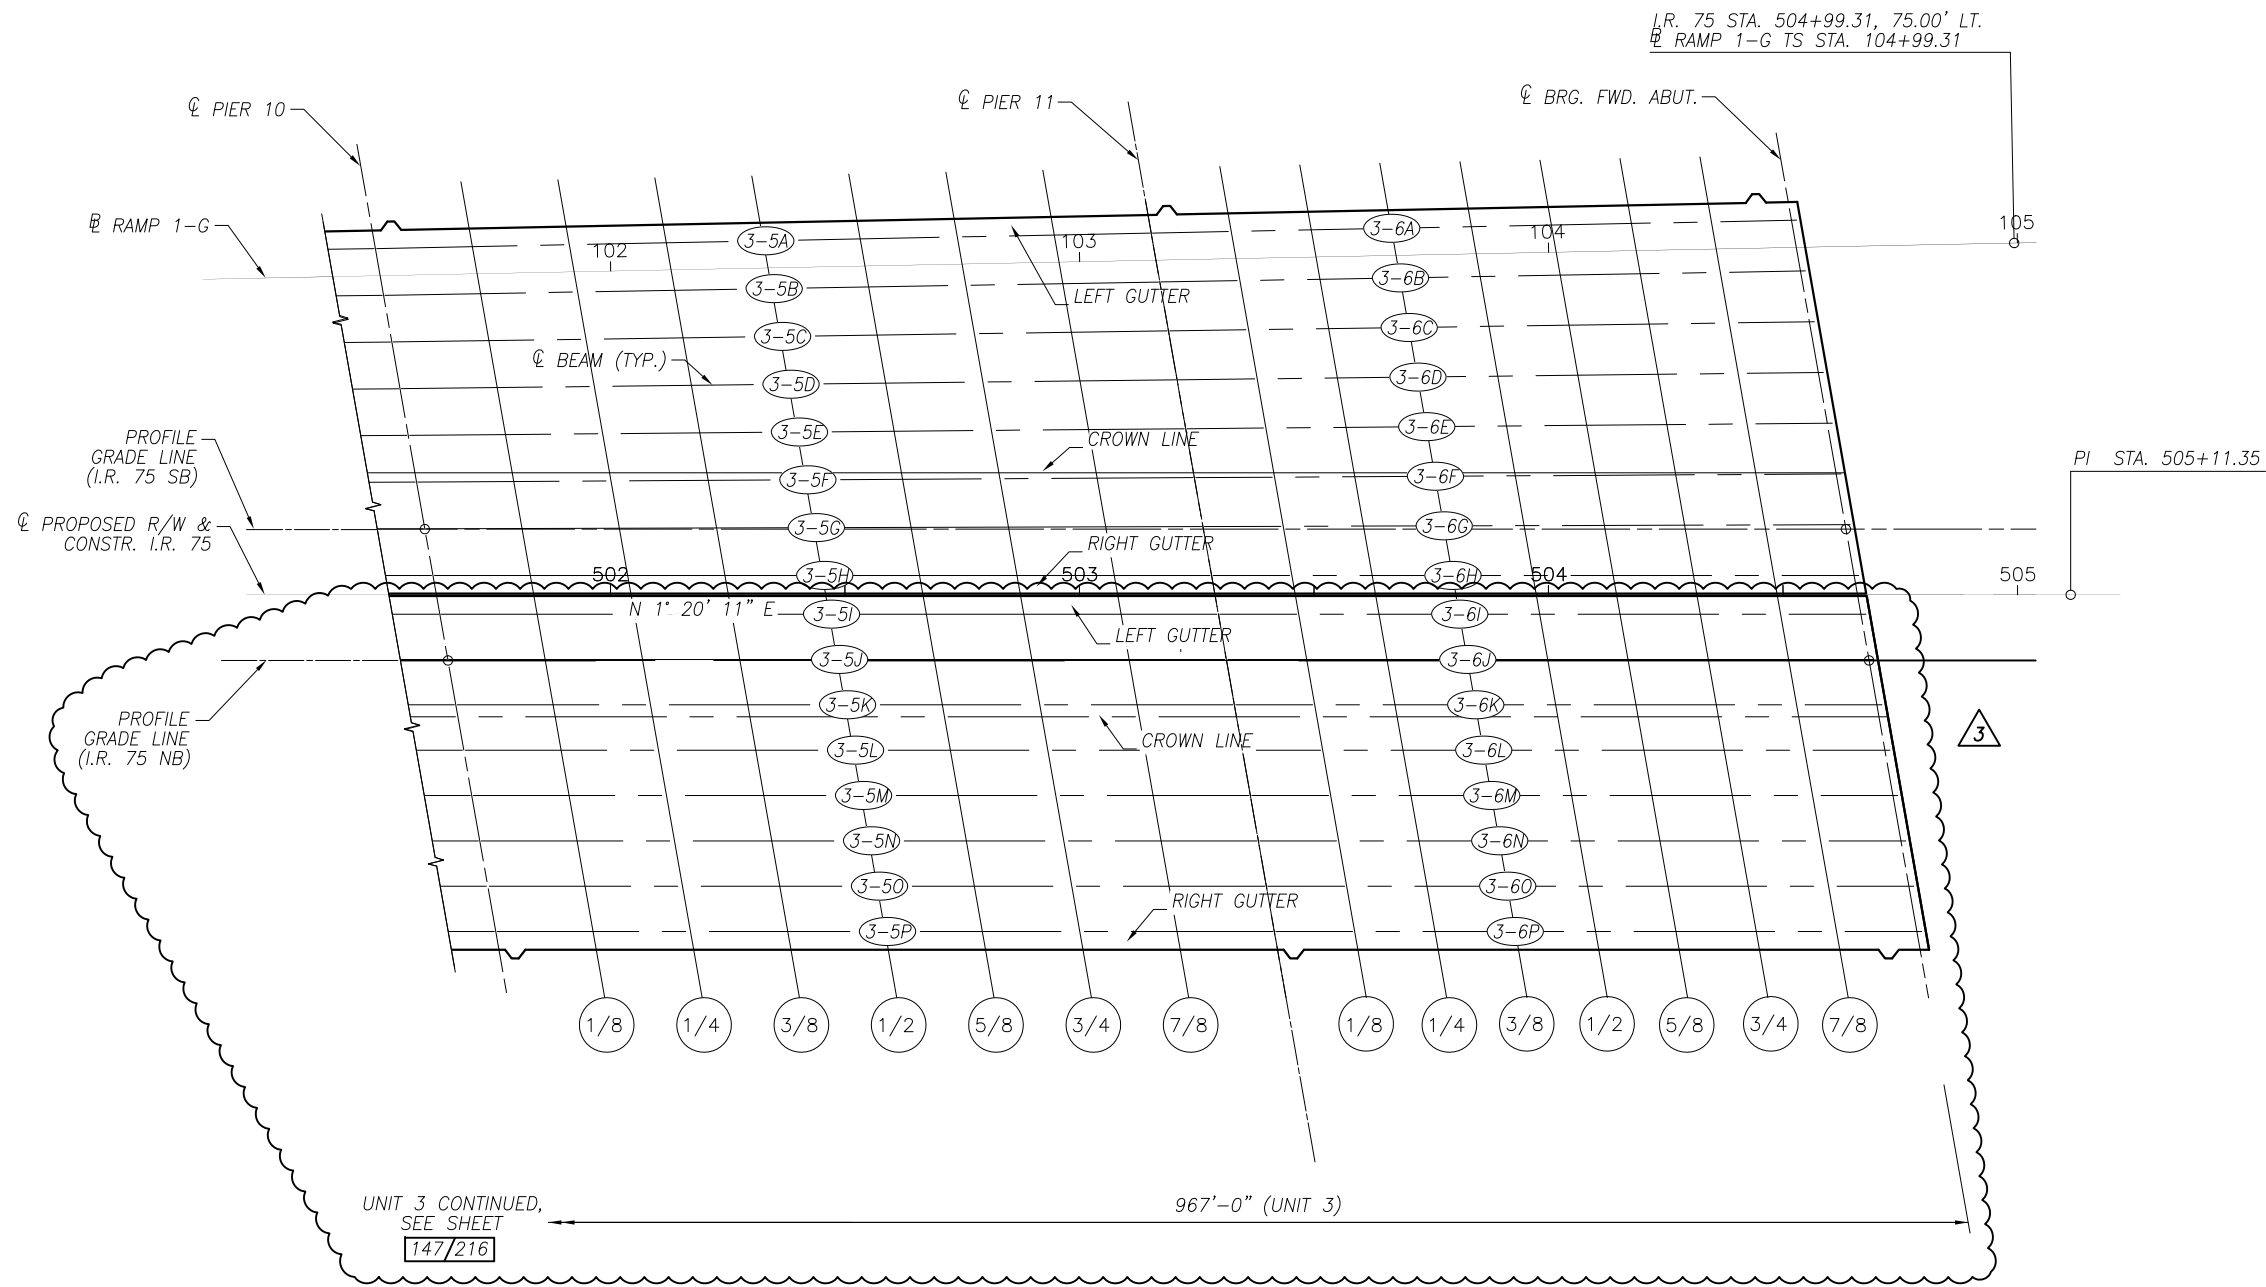 I.R. 75 STA. 504+99.31, 75.00' LT.
℄ RAMP 1-G TS STA. 104+99.31
℄ PIER 10
℄ PIER 11
℄ BRG. FWD. ABUT.
℄ RAMP 1-G
102
103
104
105
3-5A
3-6A
3-5B
3-6B
LEFT GUTTER
3-5C
3-6C
℄ BEAM (TYP.)
3-5D
3-6D
3-5E
3-6E
PROFILE
GRADE LINE
(I.R. 75 SB)
CROWN LINE
3-5F
3-6F
PI STA. 505+11.35
℄ PROPOSED R/W &
CONSTR. I.R. 75
3-5G
3-6G
RIGHT GUTTER
3-5H
3-6H
502
503
504
505
N 1° 20' 11" E
3-5I
3-6I
LEFT GUTTER
3-5J
3-6J
PROFILE
GRADE LINE
(I.R. 75 NB)
3-5K
3-6K
CROWN LINE
3
3-5L
3-6L
3-5M
3-6M
3-5N
3-6N
3-5O
3-6O
RIGHT GUTTER
3-5P
3-6P
1/8
1/4
3/8
1/2
5/8
3/4
7/8
1/8
1/4
3/8
1/2
5/8
3/4
7/8
UNIT 3 CONTINUED,
SEE SHEET
147/216
967'-0" (UNIT 3)